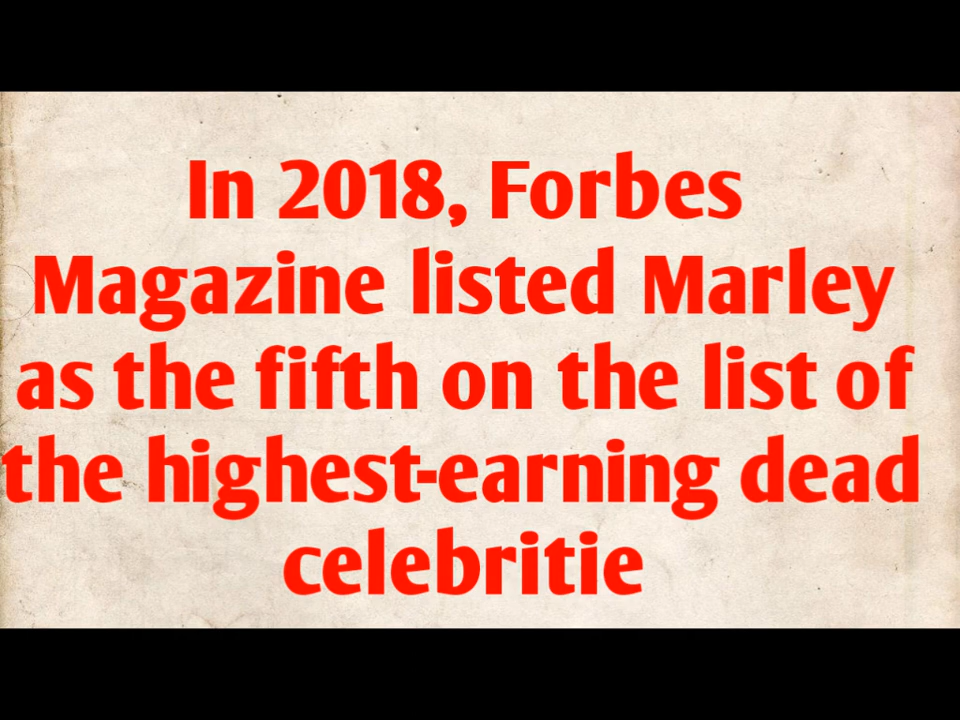 In 2018, Forbes
Magazine listed Marley
as the fifth on the list of
the highest-earning dead
celebritie